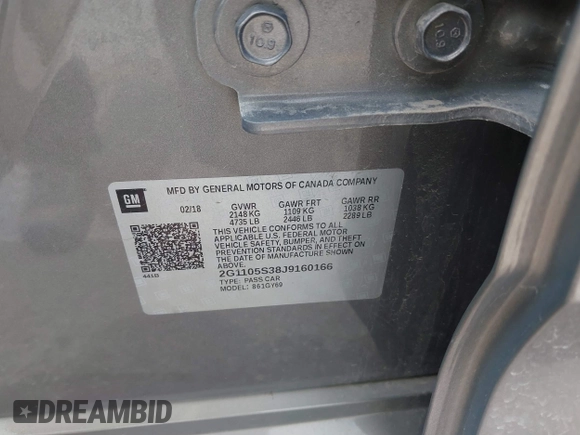 10.9
10.9
MFD BY GENERAL MOTORS OF CANADA COMPANY
GM
02/18 GVWR GAWR FRT GAWR RR
2148 KG 1109 KG 1038 KG
4735 LB 2446 LB 2289 LB
THIS VEHICLE CONFORMS TO ALL
APPLICABLE U.S. FEDERAL MOTOR
VEHICLE SAFETY, BUMPER, AND THEFT
PREVENTION STANDARDS IN EFFECT ON
THE DATE OF MANUFACTURE SHOWN
ABOVE.
2G1105S38J9160166
TYPE: PASS CAR
MODEL: 861GY69
DREAMBID